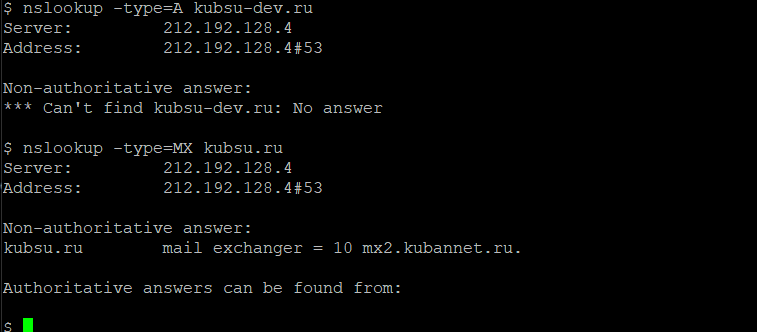 $ nslookup -type=A kubsu-dev.ru
Server:         212.192.128.4
Address:        212.192.128.4#53
Non-authoritative answer:
*** Can't find kubsu-dev.ru: No answer
$ nslookup -type=MX kubsu.ru
Server:         212.192.128.4
Address:        212.192.128.4#53
Non-authoritative answer:
kubsu.ru        mail exchanger = 10 mx2.kubannet.ru.
Authoritative answers can be found from:
$